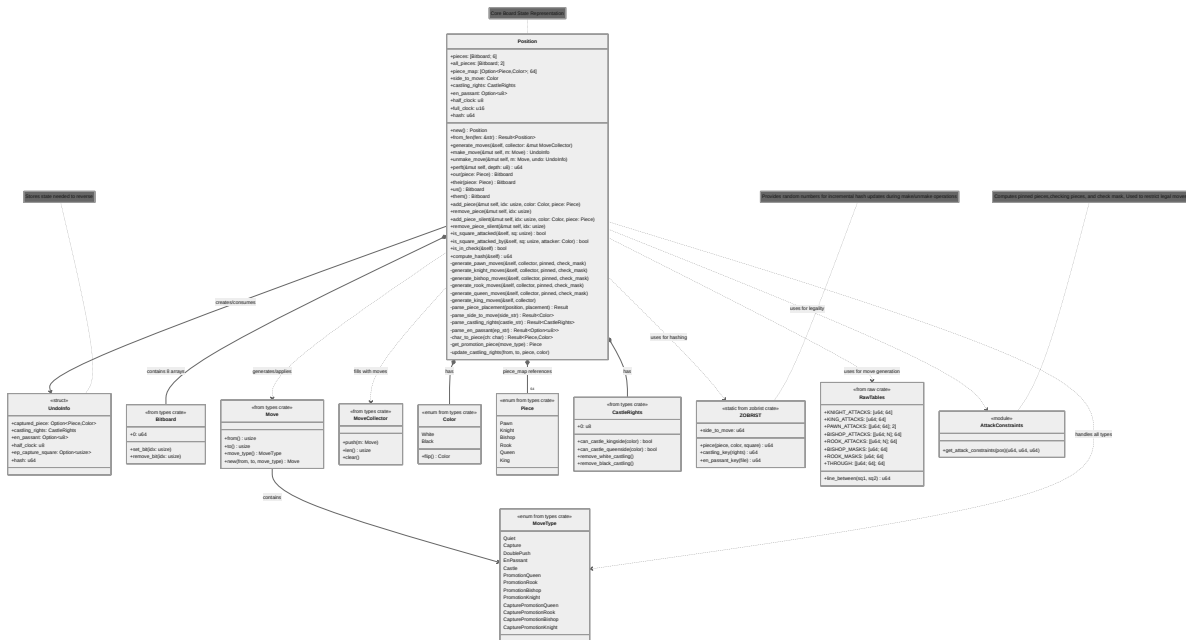 Core Board State Representation
Position
+pieces: [Bitboard; 6]
+all_pieces: [Bitboard; 2]
+piece_map: [Option<Piece,Color>; 64]
+side_to_move: Color
+castling_rights: CastleRights
+en_passant: Option<u8>
+half_clock: u8
+full_clock: u16
+hash: u64
+new() : Position
+from_fen(fen: &str) : Result<Position>
+generate_moves(&self, collector: &mut MoveCollector)
+make_move(&mut self, m: Move) : UndoInfo
+unmake_move(&mut self, m: Move, undo: UndoInfo)
+perft(&mut self, depth: u8) : u64
+our(piece: Piece) : Bitboard
+their(piece: Piece) : Bitboard
+us() : Bitboard
+them() : Bitboard
+add_piece(&mut self, idx: usize, color: Color, piece: Piece)
+remove_piece(&mut self, idx: usize)
+add_piece_silent(&mut self, idx: usize, color: Color, piece: Piece)
+remove_piece_silent(&mut self, idx: usize)
+is_square_attacked(&self, sq: usize) : bool
+is_square_attacked_by(&self, sq: usize, attacker: Color) : bool
+is_in_check(&self) : bool
+compute_hash(&self) : u64
-generate_pawn_moves(&self, collector, pinned, check_mask)
-generate_knight_moves(&self, collector, pinned, check_mask)
-generate_bishop_moves(&self, collector, pinned, check_mask)
-generate_rook_moves(&self, collector, pinned, check_mask)
-generate_queen_moves(&self, collector, pinned, check_mask)
-generate_king_moves(&self, collector)
-parse_piece_placement(position, placement) : Result
-parse_side_to_move(side_str) : Result<Color>
-parse_castling_rights(castle_str) : Result<CastleRights>
-parse_en_passant(ep_str) : Result<Option<u8>>
-char_to_piece(ch: char) : Result<Piece,Color>
-get_promotion_piece(move_type) : Piece
-update_castling_rights(from, to, piece, color)
Stores state needed to reverse
Provides random numbers for incremental hash updates during make/unmake operations
Computes pinned pieces,checking pieces, and check mask. Used to restrict legal moves
creates/consumes
contains 8 arrays
generates/applies
fills with moves
has
piece_map references
64
has
uses for hashing
uses for legality
uses for move generation
handles all types
«struct»
UndoInfo
+captured_piece: Option<Piece,Color>
+castling_rights: CastleRights
+en_passant: Option<u8>
+half_clock: u8
+ep_capture_square: Option<usize>
+hash: u64
«from types crate»
Bitboard
+0: u64
+set_bit(idx: usize)
+remove_bit(idx: usize)
«from types crate»
Move
+from() : usize
+to() : usize
+move_type() : MoveType
+new(from, to, move_type) : Move
«from types crate»
MoveCollector
+push(m: Move)
+len() : usize
+clear()
«enum from types crate»
Color
White
Black
+flip() : Color
«enum from types crate»
Piece
Pawn
Knight
Bishop
Rook
Queen
King
«from types crate»
CastleRights
+0: u8
+can_castle_kingside(color) : bool
+can_castle_queenside(color) : bool
+remove_white_castling()
+remove_black_castling()
«static from zobrist crate»
ZOBRIST
+side_to_move: u64
+piece(piece, color, square) : u64
+castling_key(rights) : u64
+en_passant_key(file) : u64
«from raw crate»
RawTables
+KNIGHT_ATTACKS: [u64; 64]
+KING_ATTACKS: [u64; 64]
+PAWN_ATTACKS: [[u64; 64]; 2]
+BISHOP_ATTACKS: [[u64; N]; 64]
+ROOK_ATTACKS: [[u64; N]; 64]
+BISHOP_MASKS: [u64; 64]
+ROOK_MASKS: [u64; 64]
+THROUGH: [[u64; 64]; 64]
+line_between(sq1, sq2) : u64
«module»
AttackConstraints
+get_attack_constraints(pos)(u64, u64, u64)
contains
«enum from types crate»
MoveType
Quiet
Capture
DoublePush
EnPassant
Castle
PromotionQueen
PromotionRook
PromotionBishop
PromotionKnight
CapturePromotionQueen
CapturePromotionRook
CapturePromotionBishop
CapturePromotionKnight